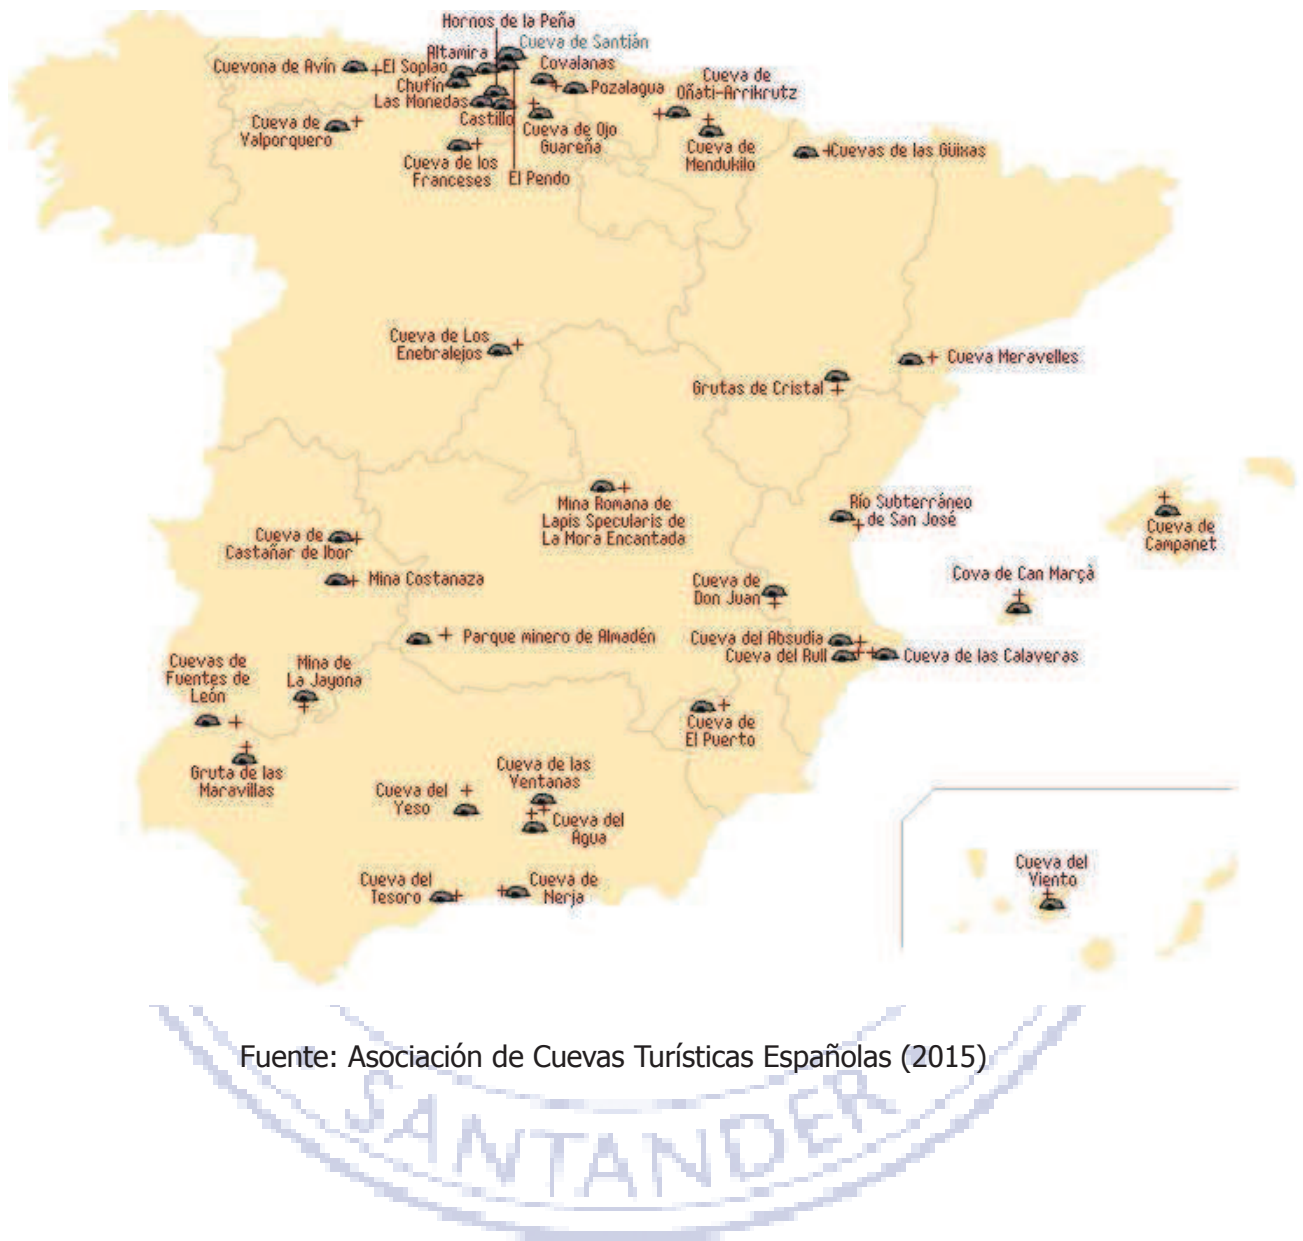 Hornos de la Peña
Cueva de Santián
Altamira
Cuevona de Avín
El Soplao
Chufín
Las Monedas
Castillo
Covalanas
Pozalagua
Cueva de
Oñati-Arrikrutz
Cueva de
Valporquero
Cueva de Ojo
Guareña
Cueva de
Mendukilo
Cuevas de las Güixas
Cueva de los
Franceses
El Pendo
Cueva de Los
Enebralejos
Cueva Meravelles
Grutas de Cristal
Mina Romana de
Lapis Specularis de
La Mora Encantada
Río Subterráneo
de San José
Cueva de
Campanet
Cueva de
Castañar de Ibor
Mina Costanaza
Cueva de
Don Juan
Cova de Can Marçà
Parque minero de Almadén
Cueva del Absudia
Cueva del Rull
Cueva de las Calaveras
Cuevas de
Fuentes de
León
Mina de
La Jayona
Cueva de
El Puerto
Gruta de las
Maravillas
Cueva del
Yeso
Cueva de las
Ventanas
Cueva del
Agua
Cueva del
Tesoro
Cueva de
Nerja
Cueva del
Viento
Fuente: Asociación de Cuevas Turísticas Españolas (2015)
SANTANDER